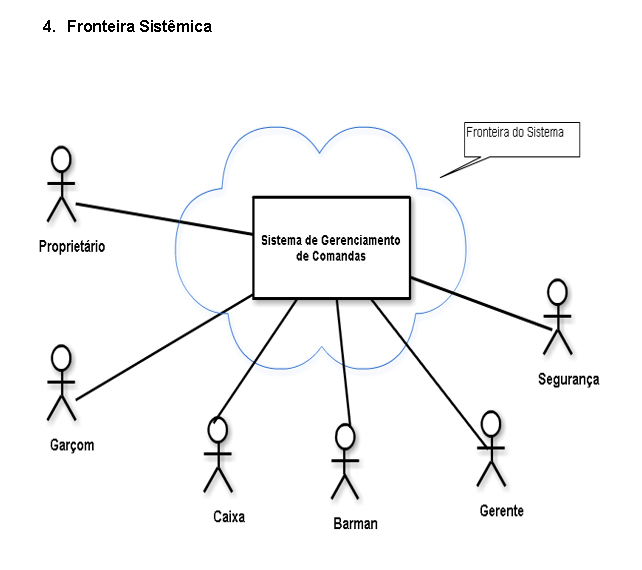 4. Fronteira Sistêmica
Fronteira do Sistema
Sistema de Gerenciamento
de Comandas
Proprietário
Segurança
Garçom
Caixa
Barman
Gerente